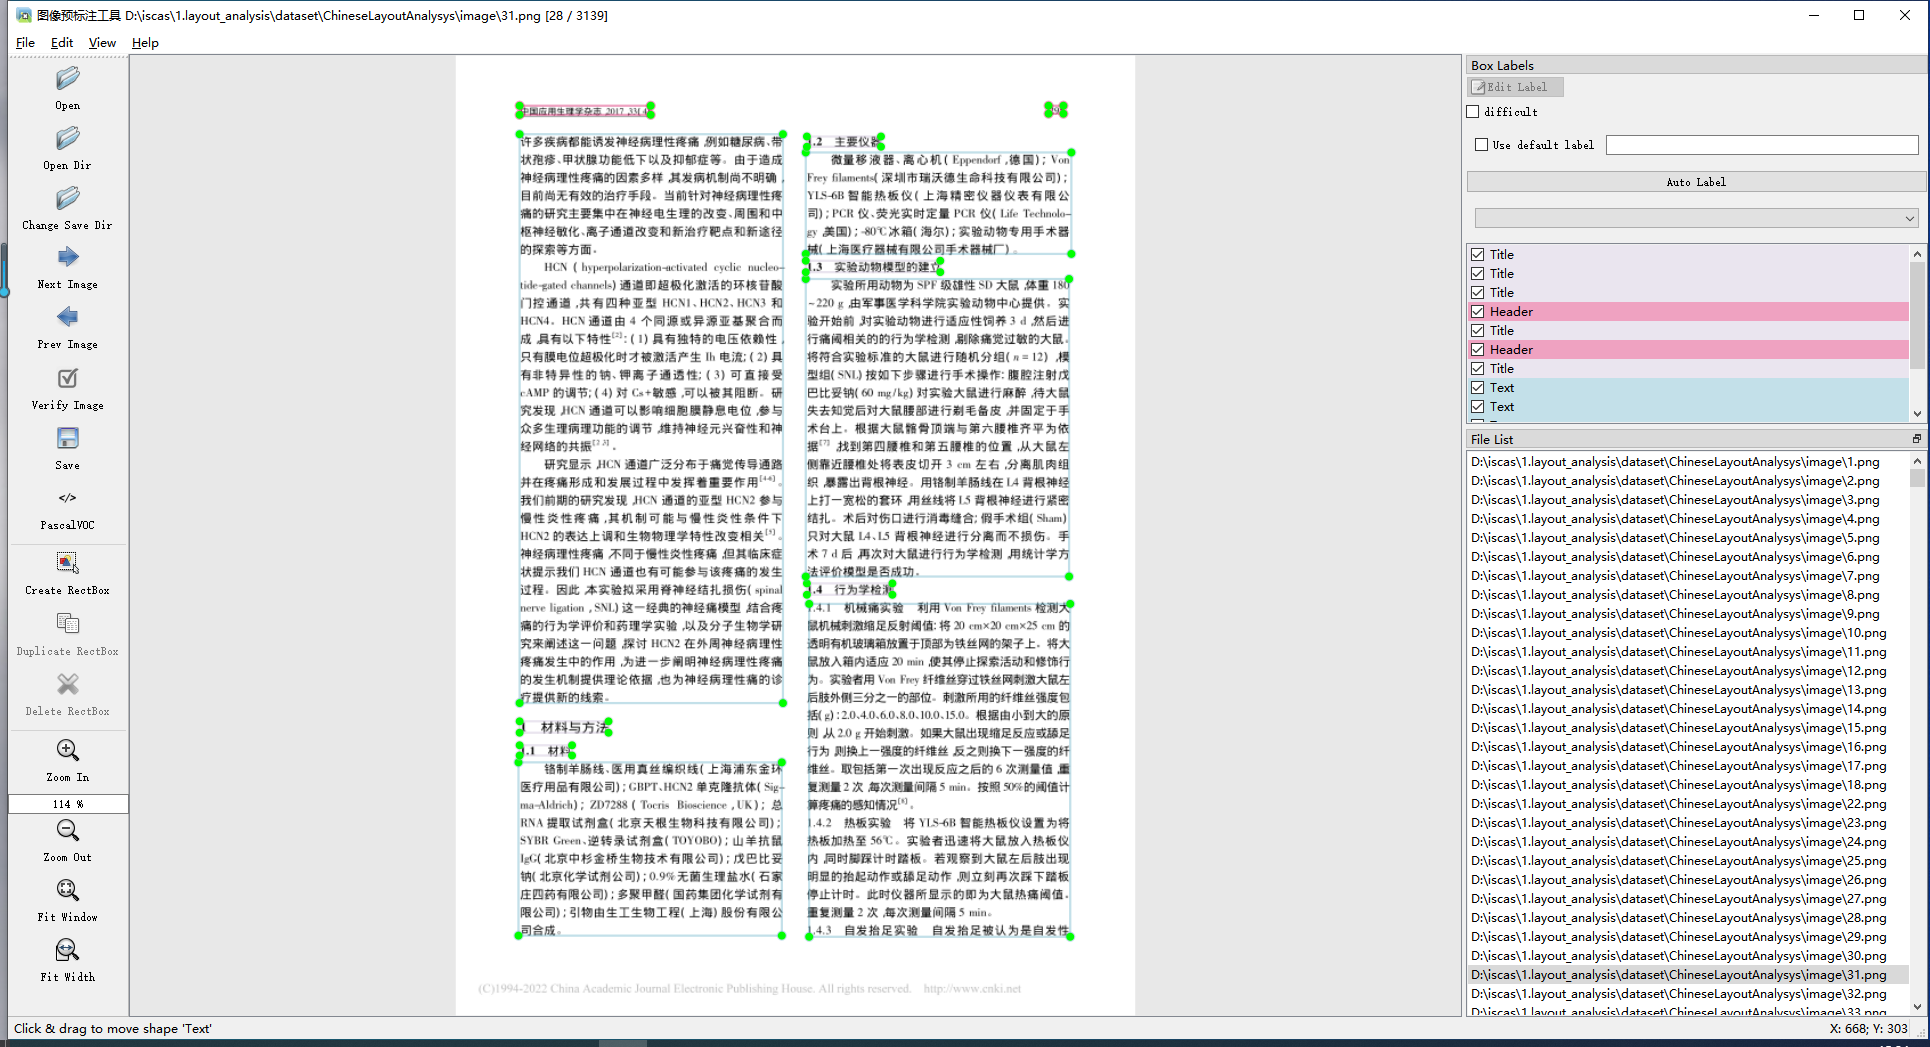 图像预标注工具 D:\iscas\1.layout_analysis\dataset\ChineseLayoutAnalysys\image\31.png [28 / 3139]
File Edit View Help
Open
Open Dir
Change Save Dir
Next Image
Prev Image
Verify Image
Save
</>
PascalVOC
Create RectBox
Duplicate RectBox
Delete RectBox
Zoom In
114 %
Zoom Out
Fit Window
Fit Width
中国应用生理学杂志 ,2017 ,33( 4
许多疾病都能诱发神经病理性疼痛 ,例如糖尿病、带
状疱疹、甲状腺功能低下以及抑郁症等。由于造成
神经病理性疼痛的因素多样 ,其发病机制尚不明确 ,
目前尚无有效的治疗手段。当前针对神经病理性疼
痛的研究主要集中在神经电生理的改变、周围和中
枢神经敏化、离子通道改变和新治疗靶点和新途径
的探索等方面。
HCN ( hyperpolarization-activated cyclic nucleo-
tide-gated channels) 通道即超极化激活的环核苷酸
门控通道 ,共有四种亚型 HCN1、HCN2、HCN3 和
HCN4。HCN 通道由 4 个同源或异源亚基聚合而
成 ,具有以下特性[2]: ( 1) 具有独特的电压依赖性 ,
只有膜电位超极化时才被激活产生 Ih 电流; ( 2) 具
有非特异性的钠、钾离子通透性; ( 3) 可直接受
cAMP 的调节; ( 4) 对 Cs+敏感 ,可以被其阻断。研
究发现 ,HCN 通道可以影响细胞膜静息电位 ,参与
众多生理病理功能的调节 ,维持神经元兴奋性和神
经网络的共振[2,3] 。
研究显示 ,HCN 通道广泛分布于痛觉传导通路
并在疼痛形成和发展过程中发挥着重要作用[4-6]。
我们前期的研究发现 ,HCN 通道的亚型 HCN2 参与
慢性炎性疼痛 ,其机制可能与慢性炎性条件下
HCN2 的表达上调和生物物理学特性改变相关[5]。
神经病理性疼痛 ,不同于慢性炎性疼痛 ,但其临床症
状提示我们 HCN 通道也有可能参与该疼痛的发生
过程。因此 ,本实验拟采用脊神经结扎损伤( spinal
nerve ligation , SNL) 这一经典的神经痛模型 ,结合疼
痛的行为学评价和药理学实验 ,以及分子生物学研
究来阐述这一问题 ,探讨 HCN2 在外周神经病理性
疼痛发生中的作用 ,为进一步阐明神经病理性疼痛
的发生机制提供理论依据 ,也为神经病理性痛的诊
疗提供新的线索。
1 材料与方法
1.1 材料
铬制羊肠线、医用真丝编织线( 上海浦东金环
医疗用品有限公司) ; GBPT、HCN2 单克隆抗体( Sig-
ma-Aldrich) ; ZD7288 ( Tocris Bioscience , UK) ; 总
RNA 提取试剂盒( 北京天根生物科技有限公司) ;
SYBR Green、逆转录试剂盒( TOYOBO) ; 山羊抗鼠
IgG( 北京中杉金桥生物技术有限公司) ; 戊巴比妥
钠( 北京化学试剂公司) ; 0.9% 无菌生理盐水( 石家
庄四药有限公司) ; 多聚甲醛( 国药集团化学试剂有
限公司) ; 引物由生工生物工程( 上海) 股份有限公
司合成。
1.2 主要仪器
微量移液器、离心机( Eppendorf ,德国) ; Von
Frey filaments( 深圳市瑞沃德生命科技有限公司) ;
YLS-6B 智能热板仪( 上海精密仪器仪表有限公
司) ; PCR 仪、荧光实时定量 PCR 仪( Life Technolo-
gy ,美国) ; -80℃冰箱( 海尔) ; 实验动物专用手术器
械( 上海医疗器械有限公司手术器械厂) 。
1.3 实验动物模型的建立
实验所用动物为 SPF 级雄性 SD 大鼠 ,体重 180
~220 g ,由军事医学科学院实验动物中心提供。实
验开始前 ,对实验动物进行适应性饲养 3 d ,然后进
行痛阈相关的的行为学检测 ,剔除痛觉过敏的大鼠。
将符合实验标准的大鼠进行随机分组( n = 12) ,模
型组( SNL) 按如下步骤进行手术操作: 腹腔注射戊
巴比妥钠( 60 mg/kg) 对实验大鼠进行麻醉 ,待大鼠
失去知觉后对大鼠腰部进行剃毛备皮 ,并固定于手
术台上。根据大鼠髂骨顶端与第六腰椎齐平为依
据[7] ,找到第四腰椎和第五腰椎的位置 ,从大鼠左
侧靠近腰椎处将表皮切开 3 cm 左右 ,分离肌肉组
织 ,暴露出背根神经。用铬制羊肠线在 L4 背根神经
上打一宽松的套环 ,用丝线将 L5 背根神经进行紧密
结扎。术后对伤口进行消毒缝合; 假手术组( Sham)
只对大鼠 L4、L5 背根神经进行分离而不损伤。手
术 7 d 后 ,再次对大鼠进行行为学检测 ,用统计学方
法评价模型是否成功。
1.4 行为学检测
1.4.1 机械痛实验 利用 Von Frey filaments 检测大
鼠机械刺激缩足反射阈值: 将 20 cm×20 cm×25 cm 的
透明有机玻璃箱放置于顶部为铁丝网的架子上。将大
鼠放入箱内适应 20 min ,使其停止探索活动和修饰行
为。实验者用 Von Frey 纤维丝穿过铁丝网刺激大鼠左
后肢外侧三分之一的部位。刺激所用的纤维丝强度包
括( g) : 2.0、4.0、6.0、8.0、10.0、15.0。根据由小到大的原
则 ,从 2.0 g 开始刺激。如果大鼠出现缩足反应或舔足
行为 ,则换上一强度的纤维丝 ,反之则换下一强度的纤
维丝。取包括第一次出现反应之后的 6 次测量值 ,重
复测量 2 次 ,每次测量间隔 5 min。按照 50%的阈值计
算疼痛的感知情况[8]。
1.4.2 热板实验 将 YLS-6B 智能热板仪设置为将
热板加热至 56℃。实验者迅速将大鼠放入热板仪
内 ,同时脚踩计时踏板。若观察到大鼠左后肢出现
明显的抬起动作或舔足动作 ,则立刻再次踩下踏板
停止计时。此时仪器所显示的即为大鼠热痛阈值。
重复测量 2 次 ,每次测量间隔 5 min。
1.4.3 自发抬足实验 自发抬足被认为是自发性
(C)1994-2022 China Academic Journal Electronic Publishing House. All rights reserved. http://www.cnki.net
Box Labels
Edit Label
difficult
Use default label
Auto Label
Title
Title
Title
Header
Title
Header
Title
Text
Text
File List
D:\iscas\1.layout_analysis\dataset\ChineseLayoutAnalysys\image\1.png
D:\iscas\1.layout_analysis\dataset\ChineseLayoutAnalysys\image\2.png
D:\iscas\1.layout_analysis\dataset\ChineseLayoutAnalysys\image\3.png
D:\iscas\1.layout_analysis\dataset\ChineseLayoutAnalysys\image\4.png
D:\iscas\1.layout_analysis\dataset\ChineseLayoutAnalysys\image\5.png
D:\iscas\1.layout_analysis\dataset\ChineseLayoutAnalysys\image\6.png
D:\iscas\1.layout_analysis\dataset\ChineseLayoutAnalysys\image\7.png
D:\iscas\1.layout_analysis\dataset\ChineseLayoutAnalysys\image\8.png
D:\iscas\1.layout_analysis\dataset\ChineseLayoutAnalysys\image\9.png
D:\iscas\1.layout_analysis\dataset\ChineseLayoutAnalysys\image\10.png
D:\iscas\1.layout_analysis\dataset\ChineseLayoutAnalysys\image\11.png
D:\iscas\1.layout_analysis\dataset\ChineseLayoutAnalysys\image\12.png
D:\iscas\1.layout_analysis\dataset\ChineseLayoutAnalysys\image\13.png
D:\iscas\1.layout_analysis\dataset\ChineseLayoutAnalysys\image\14.png
D:\iscas\1.layout_analysis\dataset\ChineseLayoutAnalysys\image\15.png
D:\iscas\1.layout_analysis\dataset\ChineseLayoutAnalysys\image\16.png
D:\iscas\1.layout_analysis\dataset\ChineseLayoutAnalysys\image\17.png
D:\iscas\1.layout_analysis\dataset\ChineseLayoutAnalysys\image\18.png
D:\iscas\1.layout_analysis\dataset\ChineseLayoutAnalysys\image\22.png
D:\iscas\1.layout_analysis\dataset\ChineseLayoutAnalysys\image\23.png
D:\iscas\1.layout_analysis\dataset\ChineseLayoutAnalysys\image\24.png
D:\iscas\1.layout_analysis\dataset\ChineseLayoutAnalysys\image\25.png
D:\iscas\1.layout_analysis\dataset\ChineseLayoutAnalysys\image\26.png
D:\iscas\1.layout_analysis\dataset\ChineseLayoutAnalysys\image\27.png
D:\iscas\1.layout_analysis\dataset\ChineseLayoutAnalysys\image\28.png
D:\iscas\1.layout_analysis\dataset\ChineseLayoutAnalysys\image\29.png
D:\iscas\1.layout_analysis\dataset\ChineseLayoutAnalysys\image\30.png
D:\iscas\1.layout_analysis\dataset\ChineseLayoutAnalysys\image\31.png
D:\iscas\1.layout_analysis\dataset\ChineseLayoutAnalysys\image\32.png
D:\iscas\1.layout_analysis\dataset\ChineseLayoutAnalysys\image\33.png
Click & drag to move shape 'Text'
X: 668; Y: 303